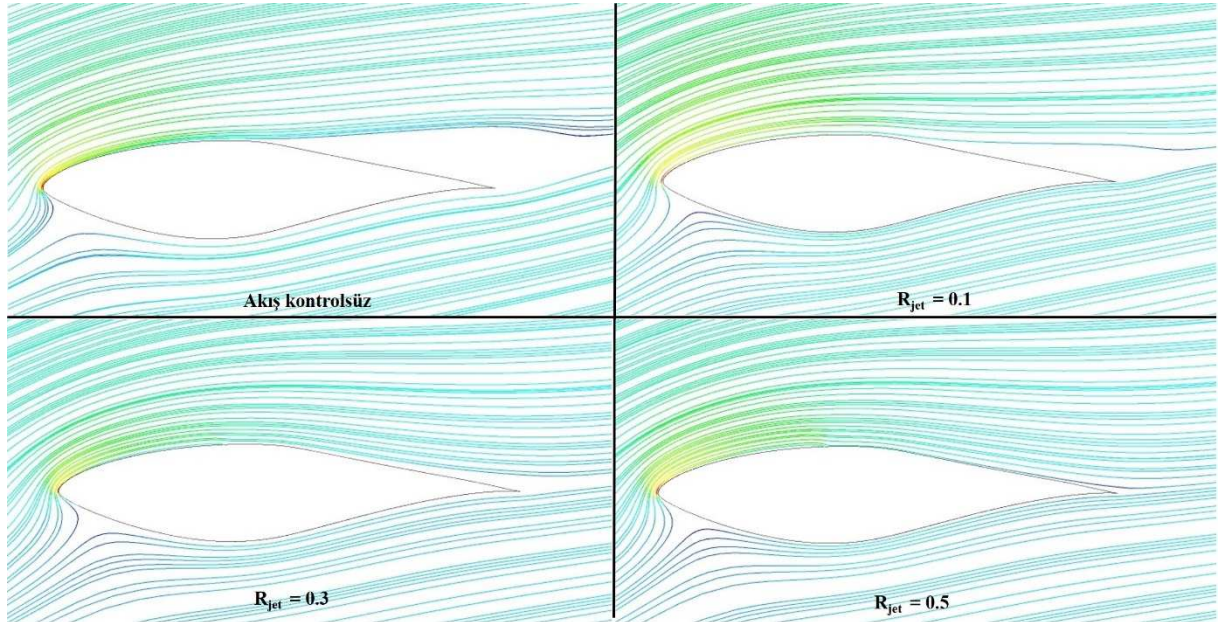 Akış kontrolsüz
R_jet = 0.1
R_jet = 0.3
R_jet = 0.5